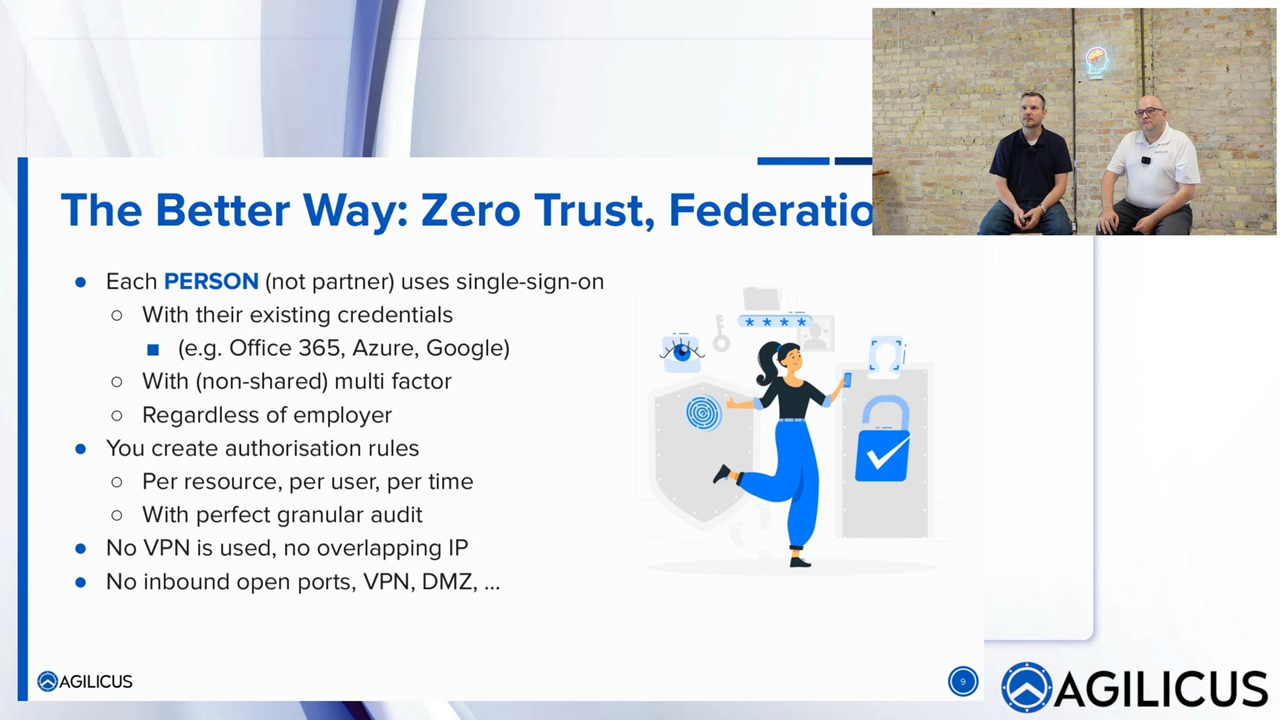 The Better Way: Zero Trust, Federatio
● Each PERSON (not partner) uses single-sign-on
○ With their existing credentials
■ (e.g. Office 365, Azure, Google)
○ With (non-shared) multi factor
○ Regardless of employer
● You create authorisation rules
○ Per resource, per user, per time
○ With perfect granular audit
● No VPN is used, no overlapping IP
● No inbound open ports, VPN, DMZ, ...
* * * *
AGILICUS
9
AGILICUS